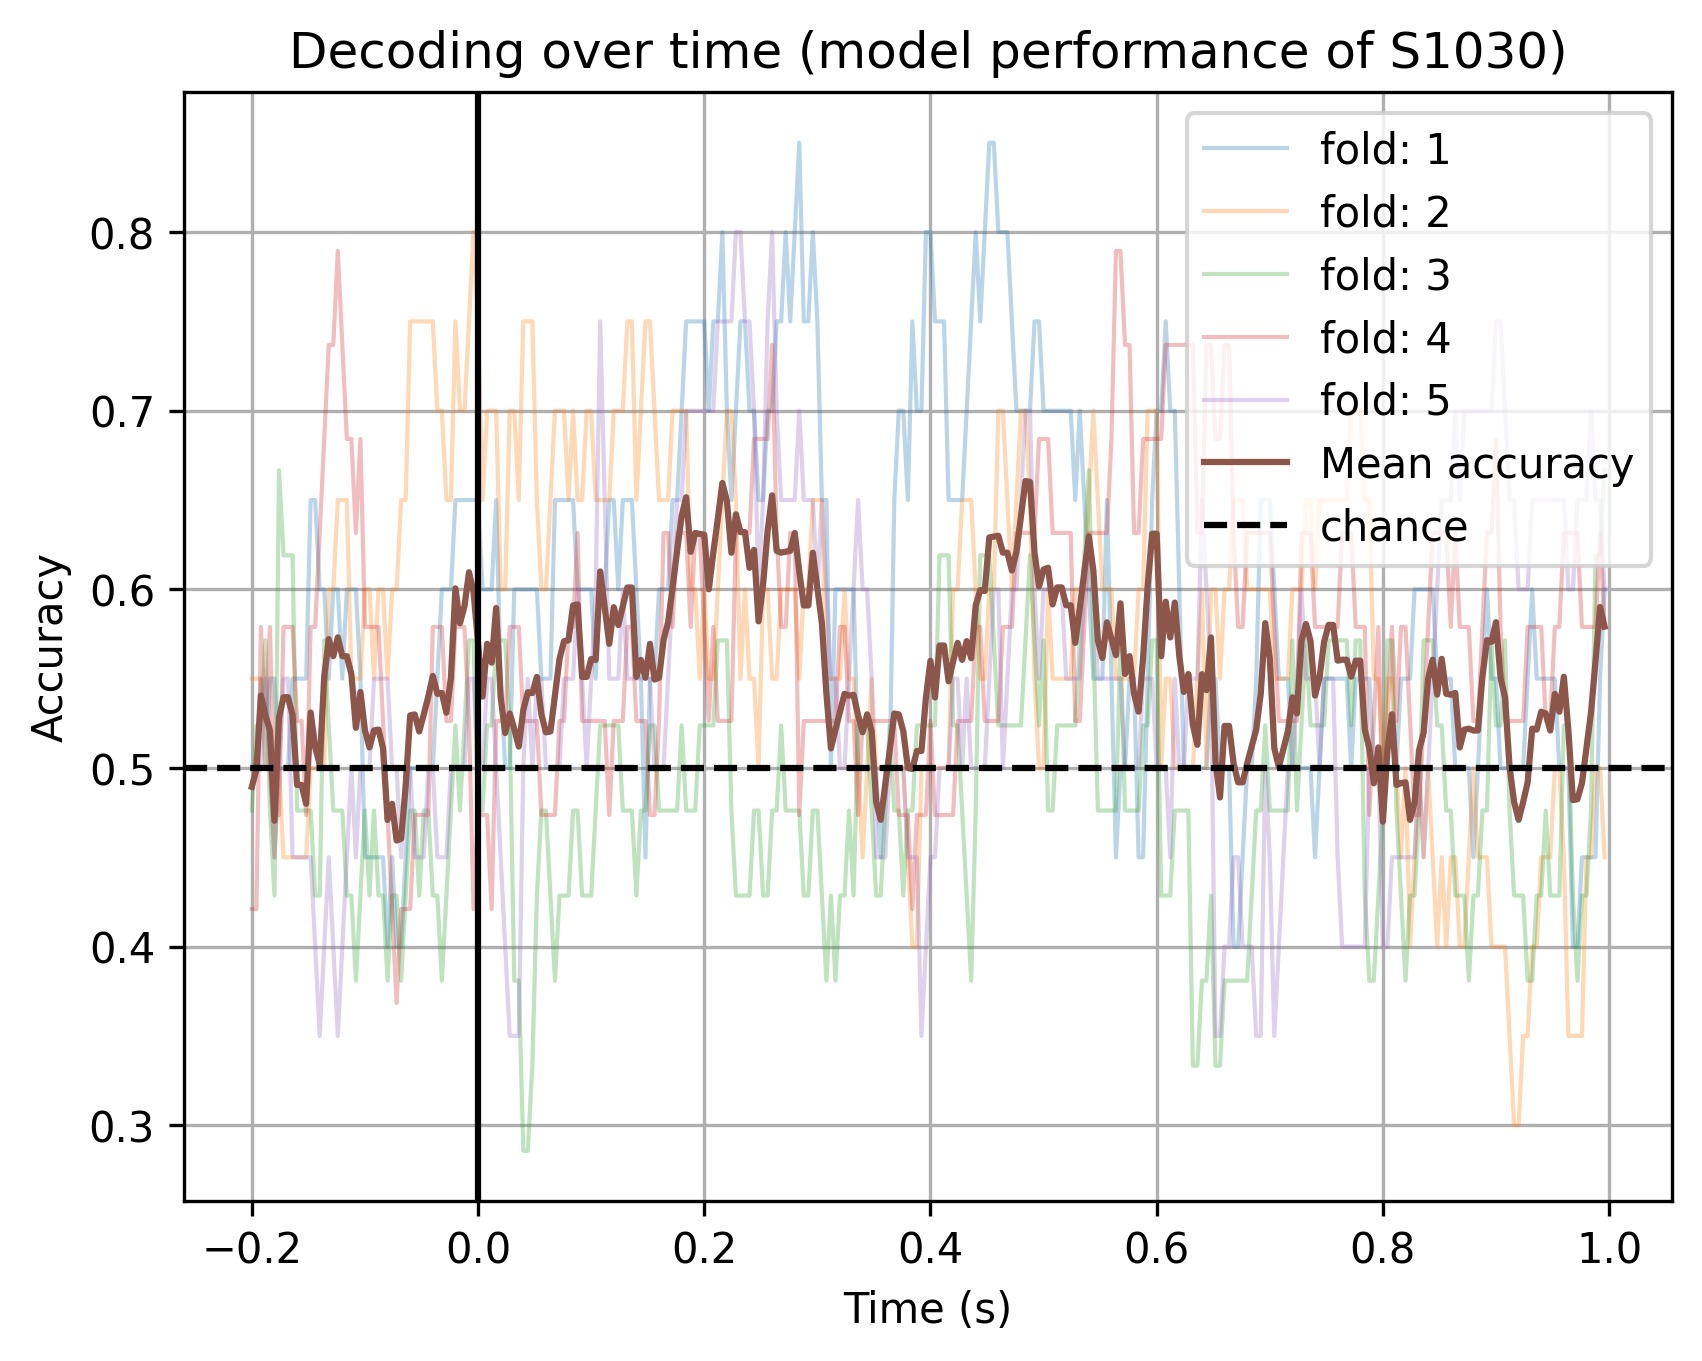 Decoding over time (model performance of S1030)
fold: 1
fold: 2
fold: 3
fold: 4
fold: 5
Mean accuracy
chance
Accuracy
0.8
0.7
0.6
0.5
0.4
0.3
−0.2 0.0 0.2 0.4 0.6 0.8 1.0
Time (s)